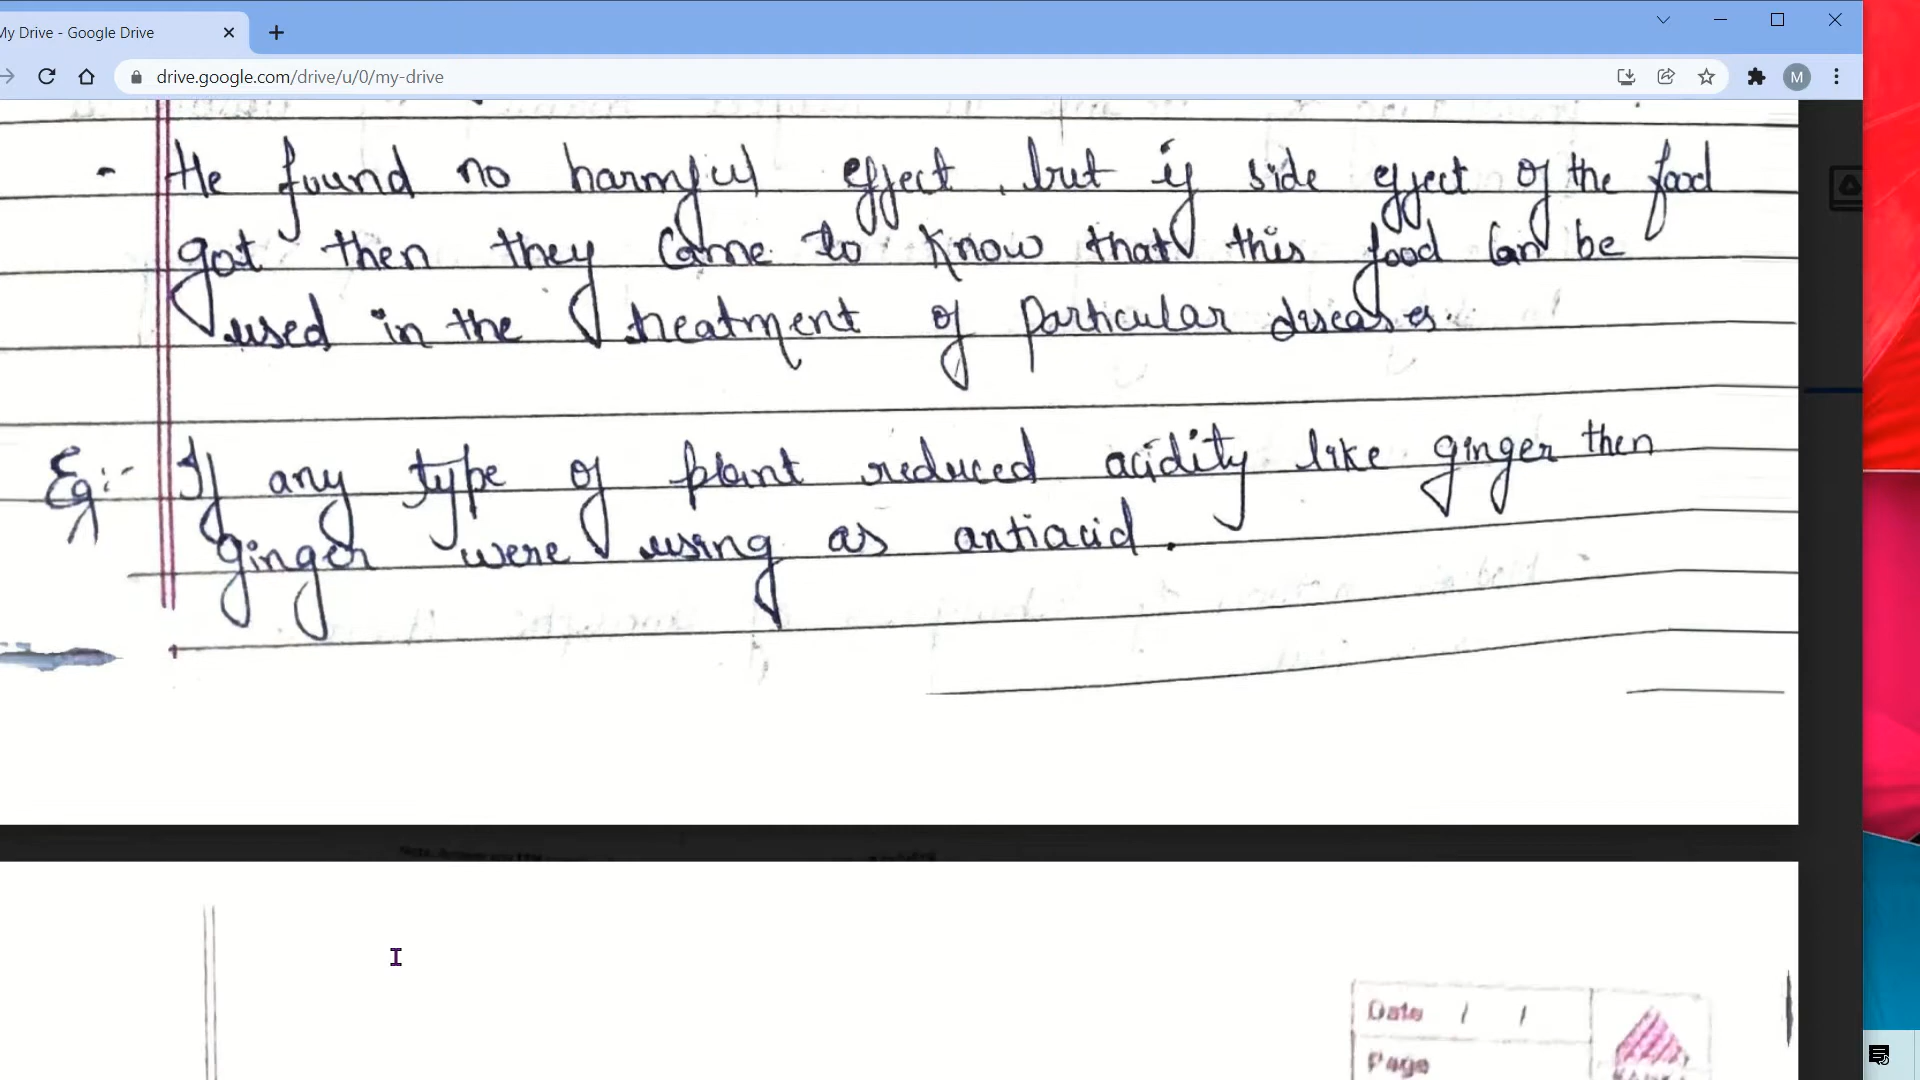 My Drive - Google Drive
drive.google.com/drive/u/0/my-drive
M
- He found no harmful effect, but if side effect of the food
got then they came to know that this food can be
used in the treatment of particular diseases.
Eg:- If any type of plant reduced acidity like ginger then
ginger were using as antiacid.
Date / /
Page